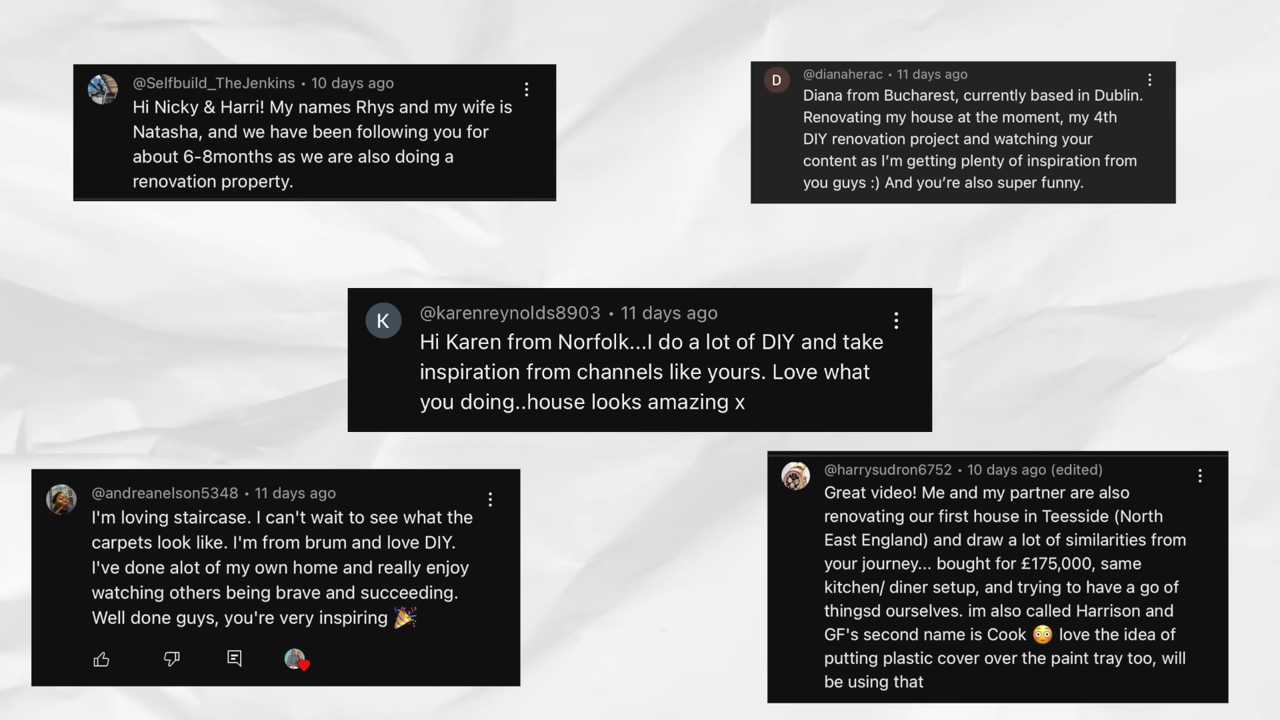 @Selfbuild_TheJenkins • 10 days ago
Hi Nicky & Harri! My names Rhys and my wife is
Natasha, and we have been following you for
about 6-8months as we are also doing a
renovation property.
D
@dianaherac • 11 days ago
Diana from Bucharest, currently based in Dublin.
Renovating my house at the moment, my 4th
DIY renovation project and watching your
content as I’m getting plenty of inspiration from
you guys :) And you’re also super funny.
K
@karenreynolds8903 • 11 days ago
Hi Karen from Norfolk...I do a lot of DIY and take
inspiration from channels like yours. Love what
you doing..house looks amazing x
@andreanelson5348 • 11 days ago
I'm loving staircase. I can't wait to see what the
carpets look like. I'm from brum and love DIY.
I've done alot of my own home and really enjoy
watching others being brave and succeeding.
Well done guys, you're very inspiring 🎉
@harrysudron6752 • 10 days ago (edited)
Great video! Me and my partner are also
renovating our first house in Teesside (North
East England) and draw a lot of similarities from
your journey... bought for £175,000, same
kitchen/ diner setup, and trying to have a go of
thingsd ourselves. im also called Harrison and
GF's second name is Cook 😳 love the idea of
putting plastic cover over the paint tray too, will
be using that